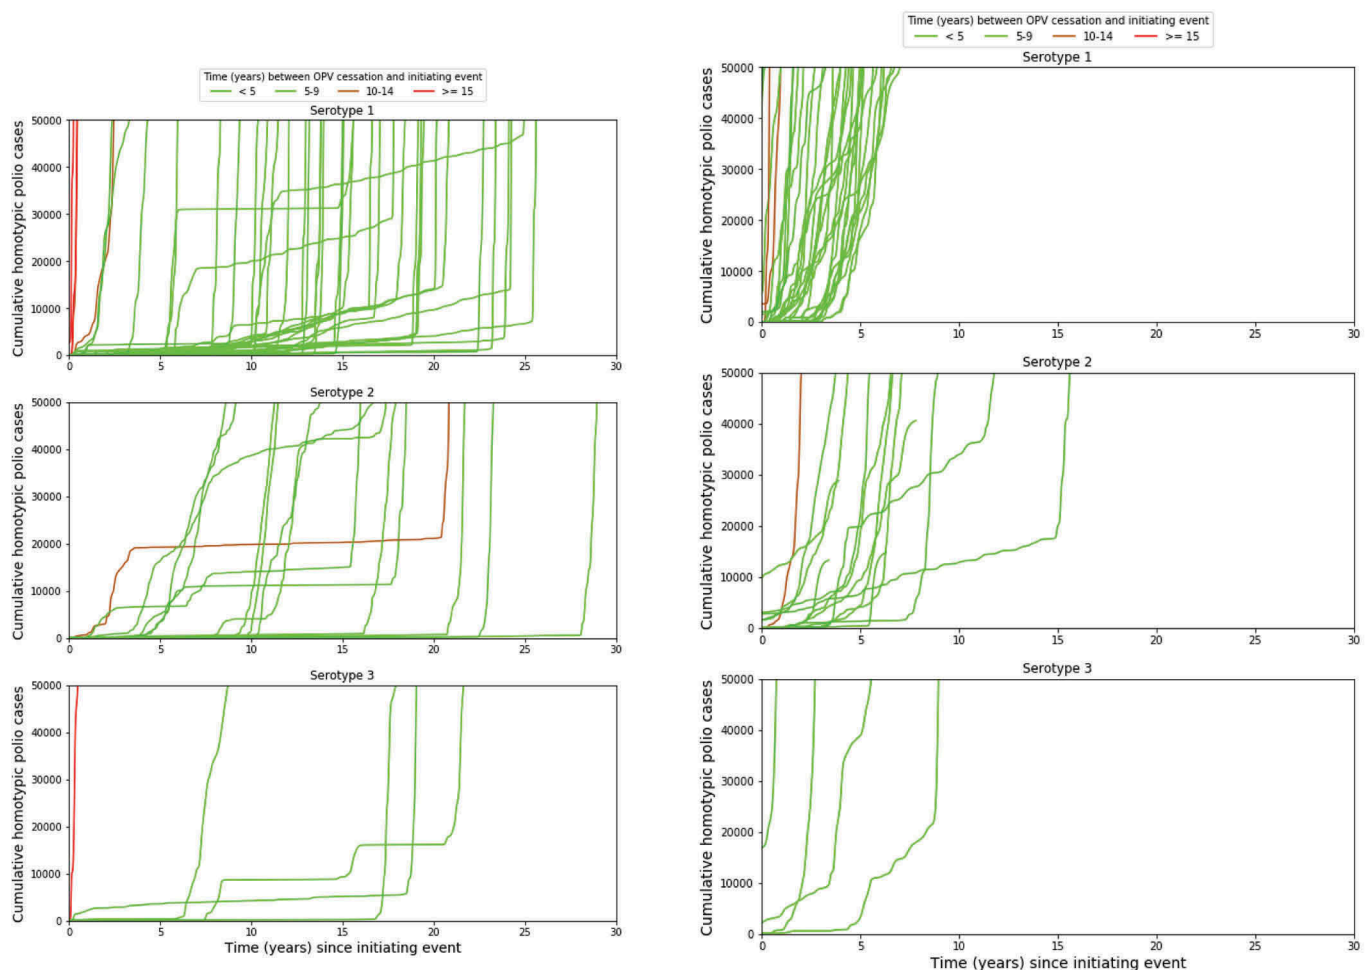 Time (years) between OPV cessation and initiating event
< 5 5-9 10-14 >= 15
Serotype 1
Cumulative homotypic polio cases
50000
40000
30000
20000
10000
0
0 5 10 15 20 25 30
Serotype 2
Cumulative homotypic polio cases
50000
40000
30000
20000
10000
0
0 5 10 15 20 25 30
Serotype 3
Cumulative homotypic polio cases
50000
40000
30000
20000
10000
0
0 5 10 15 20 25 30
Time (years) since initiating event
Time (years) between OPV cessation and initiating event
< 5 5-9 10-14 >= 15
Serotype 1
Cumulative homotypic polio cases
50000
40000
30000
20000
10000
0
0 5 10 15 20 25 30
Serotype 2
Cumulative homotypic polio cases
50000
40000
30000
20000
10000
0
0 5 10 15 20 25 30
Serotype 3
Cumulative homotypic polio cases
50000
40000
30000
20000
10000
0
0 5 10 15 20 25 30
Time (years) since initiating event